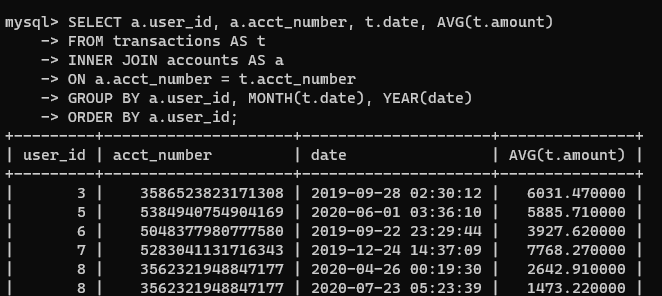 mysql> SELECT a.user_id, a.acct_number, t.date, AVG(t.amount)
    -> FROM transactions AS t
    -> INNER JOIN accounts AS a
    -> ON a.acct_number = t.acct_number
    -> GROUP BY a.user_id, MONTH(t.date), YEAR(date)
    -> ORDER BY a.user_id;
+---------+---------------------+---------------------+---------------+
| user_id | acct_number         | date                | AVG(t.amount) |
+---------+---------------------+---------------------+---------------+
|       3 |    3586523823171308 | 2019-09-28 02:30:12 |   6031.470000 |
|       5 |    5384940754904169 | 2020-06-01 03:36:10 |   5885.710000 |
|       6 |    5048377980777580 | 2019-09-22 23:29:44 |   3927.620000 |
|       7 |    5283041131716343 | 2019-12-24 14:37:09 |   7768.270000 |
|       8 |    3562321948847177 | 2020-04-26 00:19:30 |   2642.910000 |
|       8 |    3562321948847177 | 2020-07-23 05:23:39 |   1473.220000 |